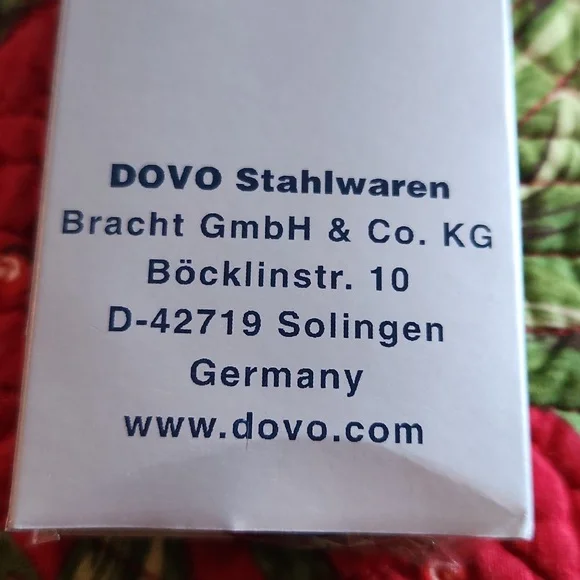 DOVO Stahlwaren
Bracht GmbH & Co. KG
Böcklinstr. 10
D-42719 Solingen
Germany
www.dovo.com